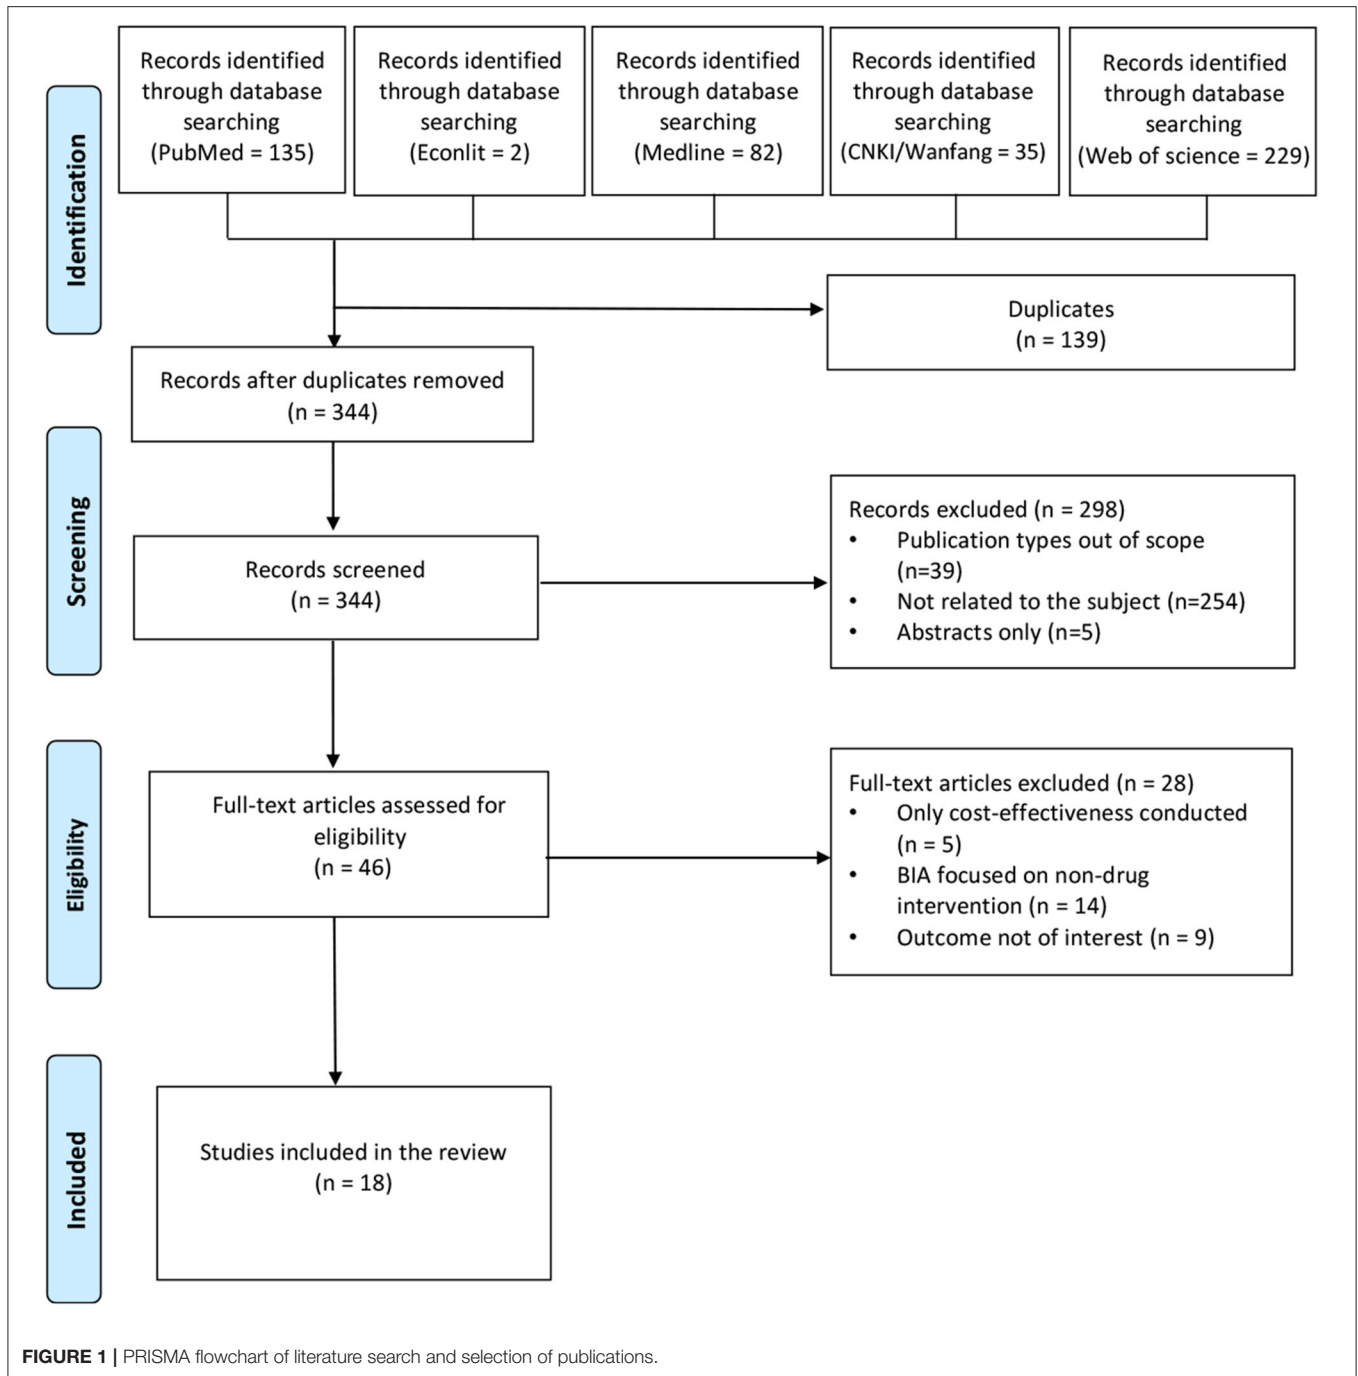 Records identified
through database
searching
(PubMed = 135)
Records identified
through database
searching
(Econlit = 2)
Records identified
through database
searching
(Medline = 82)
Records identified
through database
searching
(CNKI/Wanfang = 35)
Records identified
through database
searching
(Web of science = 229)
Identification
Duplicates
(n = 139)
Records after duplicates removed
(n = 344)
Screening
Records screened
(n = 344)
Records excluded (n = 298)
• Publication types out of scope
(n=39)
• Not related to the subject (n=254)
• Abstracts only (n=5)
Eligibility
Full-text articles assessed for
eligibility
(n = 46)
Full-text articles excluded (n = 28)
• Only cost-effectiveness conducted
(n = 5)
• BIA focused on non-drug
intervention (n = 14)
• Outcome not of interest (n = 9)
Included
Studies included in the review
(n = 18)
FIGURE 1 | PRISMA flowchart of literature search and selection of publications.